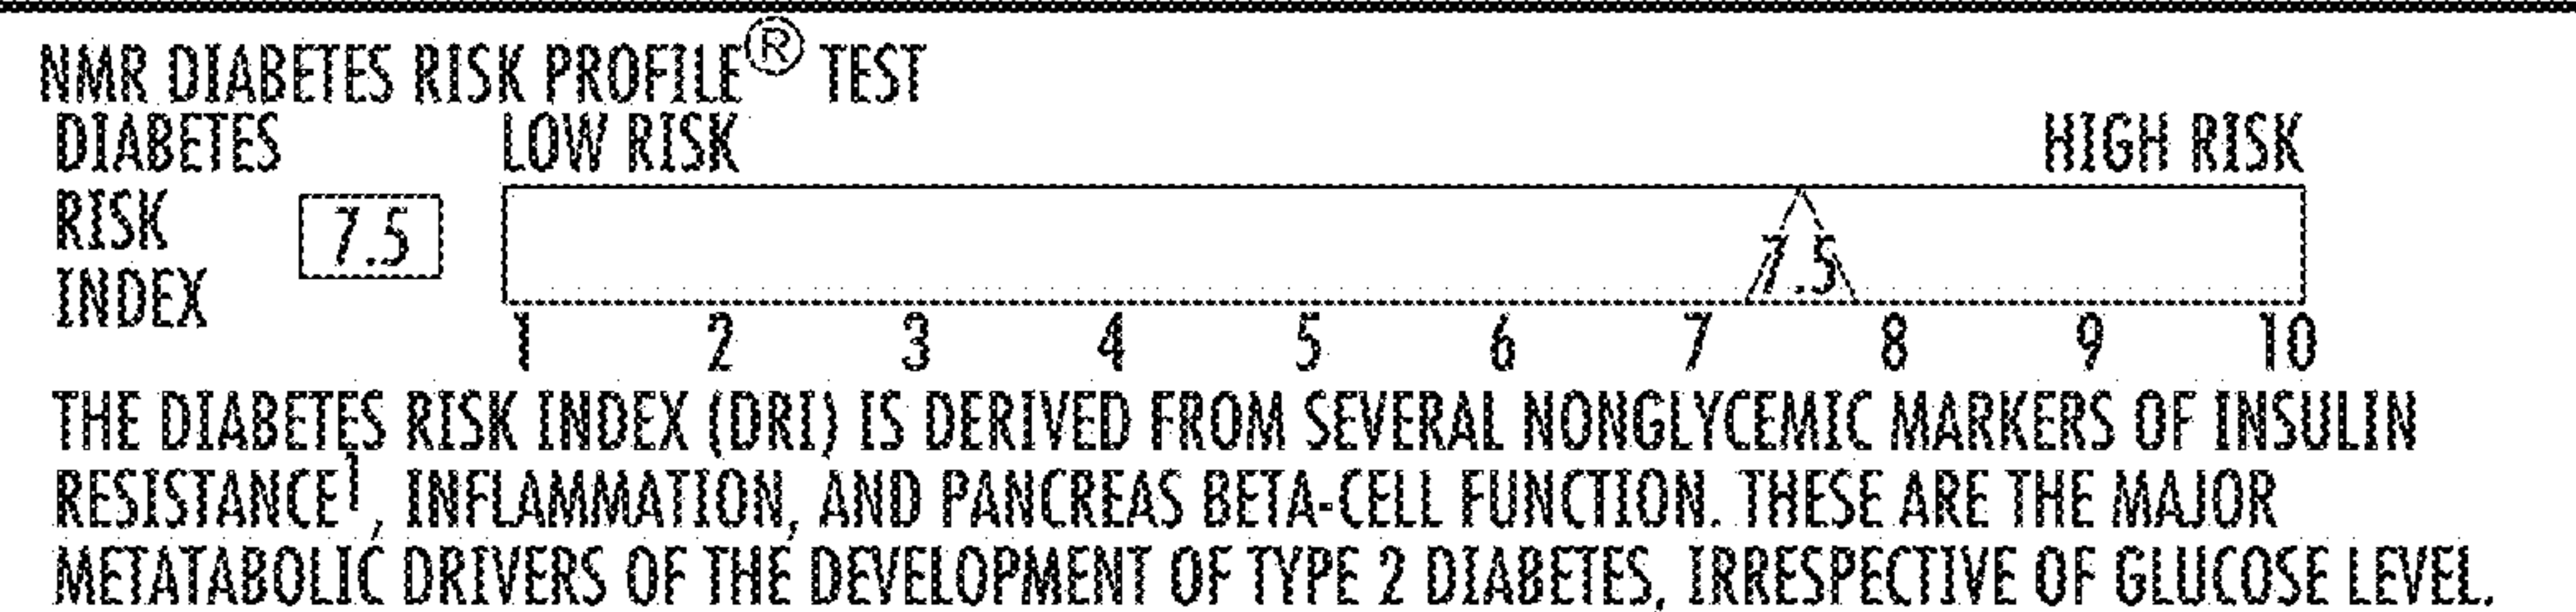 NMR DIABETES RISK PROFILE® TEST
DIABETES LOW RISK HIGH RISK
RISK 7.5
INDEX 7.5
1 2 3 4 5 6 7 8 9 10
THE DIABETES RISK INDEX (DRI) IS DERIVED FROM SEVERAL NONGLYCEMIC MARKERS OF INSULIN
RESISTANCE¹, INFLAMMATION, AND PANCREAS BETA-CELL FUNCTION. THESE ARE THE MAJOR
METATABOLIC DRIVERS OF THE DEVELOPMENT OF TYPE 2 DIABETES, IRRESPECTIVE OF GLUCOSE LEVEL.